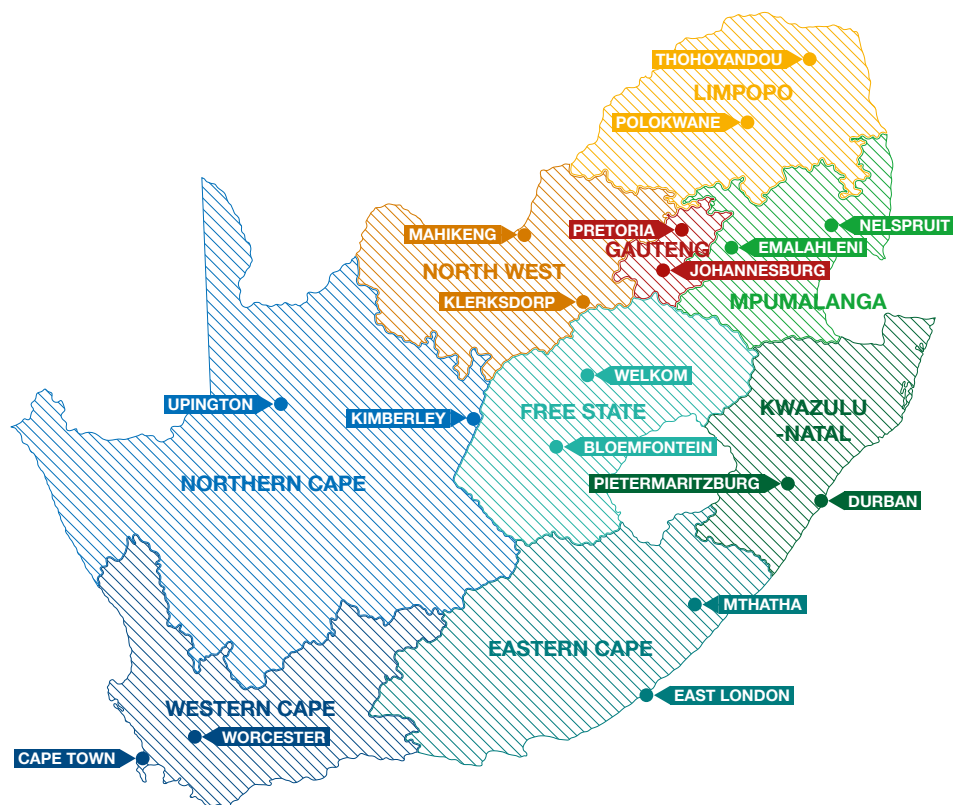 THOHOYANDOU
LIMPOPO
POLOKWANE
NELSPRUIT
PRETORIA
MAHIKENG
GAUTENG
EMALAHLENI
NORTH WEST
JOHANNESBURG
KLERKSDORP
MPUMALANGA
WELKOM
UPINGTON
KIMBERLEY
FREE STATE
KWAZULU
-NATAL
BLOEMFONTEIN
NORTHERN CAPE
PIETERMARITZBURG
DURBAN
MTHATHA
EASTERN CAPE
EAST LONDON
WESTERN CAPE
WORCESTER
CAPE TOWN